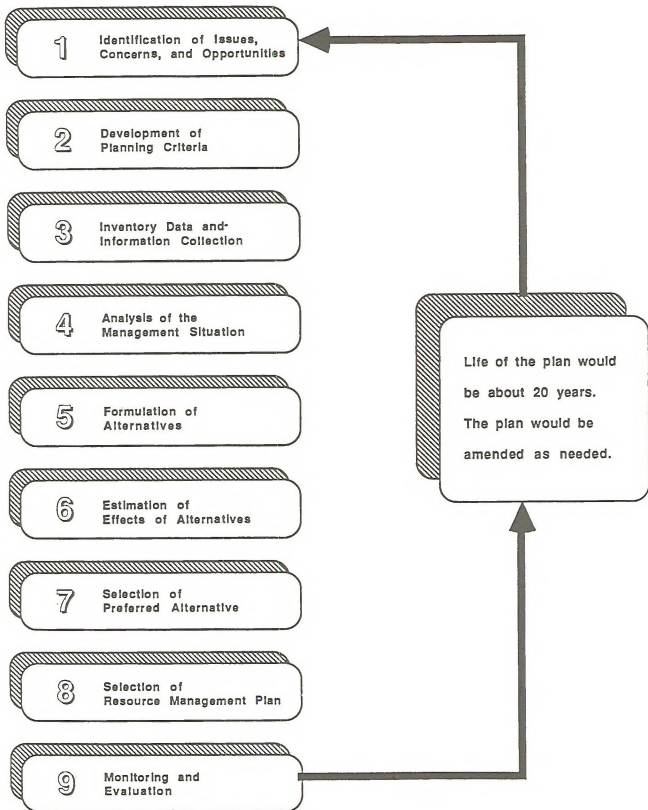 1 Identification of Issues,
Concerns, and Opportunities
2 Development of
Planning Criteria
3 Inventory Data and-
Information Collection
4 Analysis of the
Management Situation
5 Formulation of
Alternatives
6 Estimation of
Effects of Alternatives
7 Selection of
Preferred Alternative
8 Selection of
Resource Management Plan
9 Monitoring and
Evaluation
Life of the plan would
be about 20 years.
The plan would be
amended as needed.